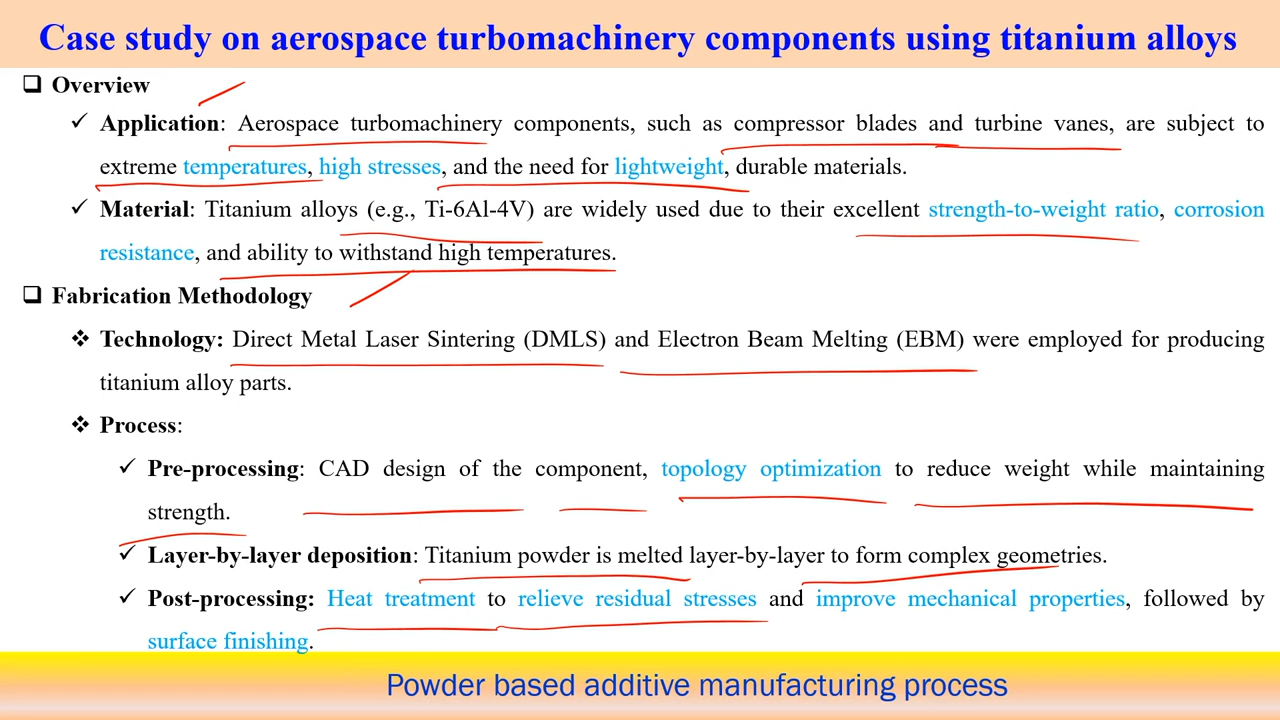 Case study on aerospace turbomachinery components using titanium alloys
❑ Overview
✓ Application: Aerospace turbomachinery components, such as compressor blades and turbine vanes, are subject to
extreme temperatures, high stresses, and the need for lightweight, durable materials.
✓ Material: Titanium alloys (e.g., Ti-6Al-4V) are widely used due to their excellent strength-to-weight ratio, corrosion
resistance, and ability to withstand high temperatures.
❑ Fabrication Methodology
❖ Technology: Direct Metal Laser Sintering (DMLS) and Electron Beam Melting (EBM) were employed for producing
titanium alloy parts.
❖ Process:
✓ Pre-processing: CAD design of the component, topology optimization to reduce weight while maintaining
strength.
✓ Layer-by-layer deposition: Titanium powder is melted layer-by-layer to form complex geometries.
✓ Post-processing: Heat treatment to relieve residual stresses and improve mechanical properties, followed by
surface finishing.
Powder based additive manufacturing process